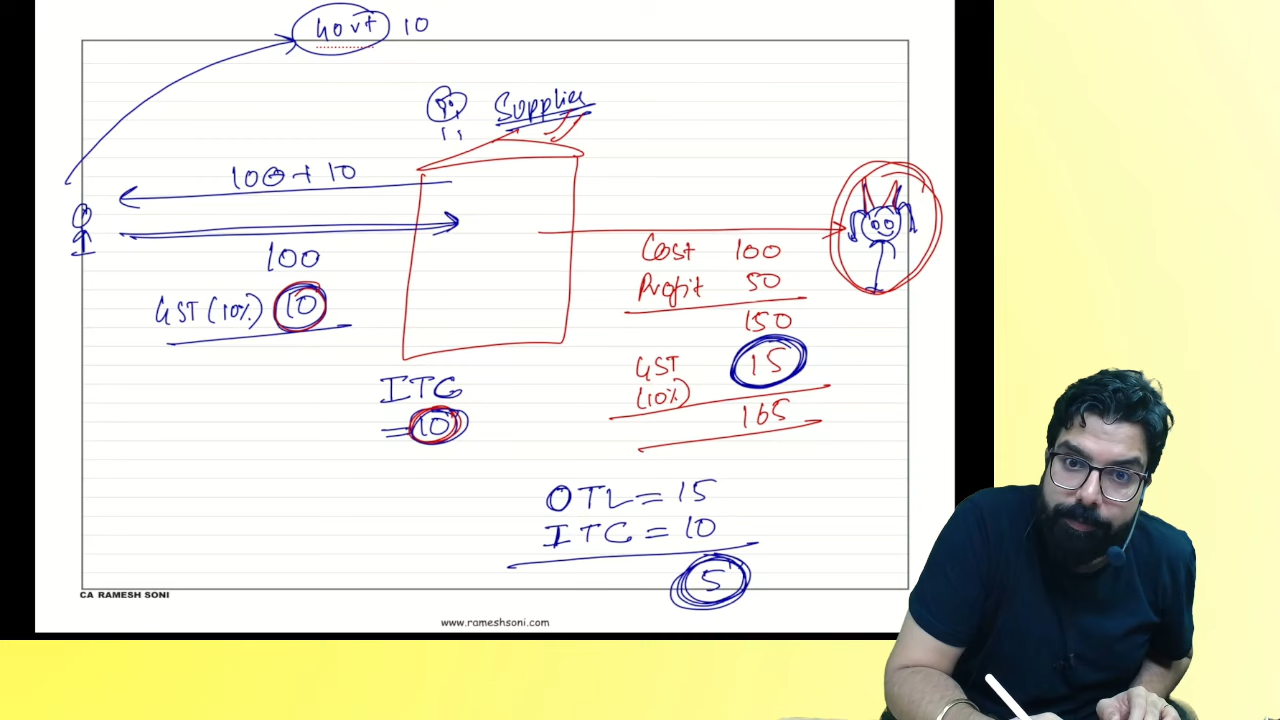 Govt 10
Supplier
100 + 10
100
GST (10%) 10
ITC
= 10
Cost 100
Profit 50
150
GST (10%) 15
165
OTL = 15
ITC = 10
5
CA RAMESH SONI
www.rameshsoni.com